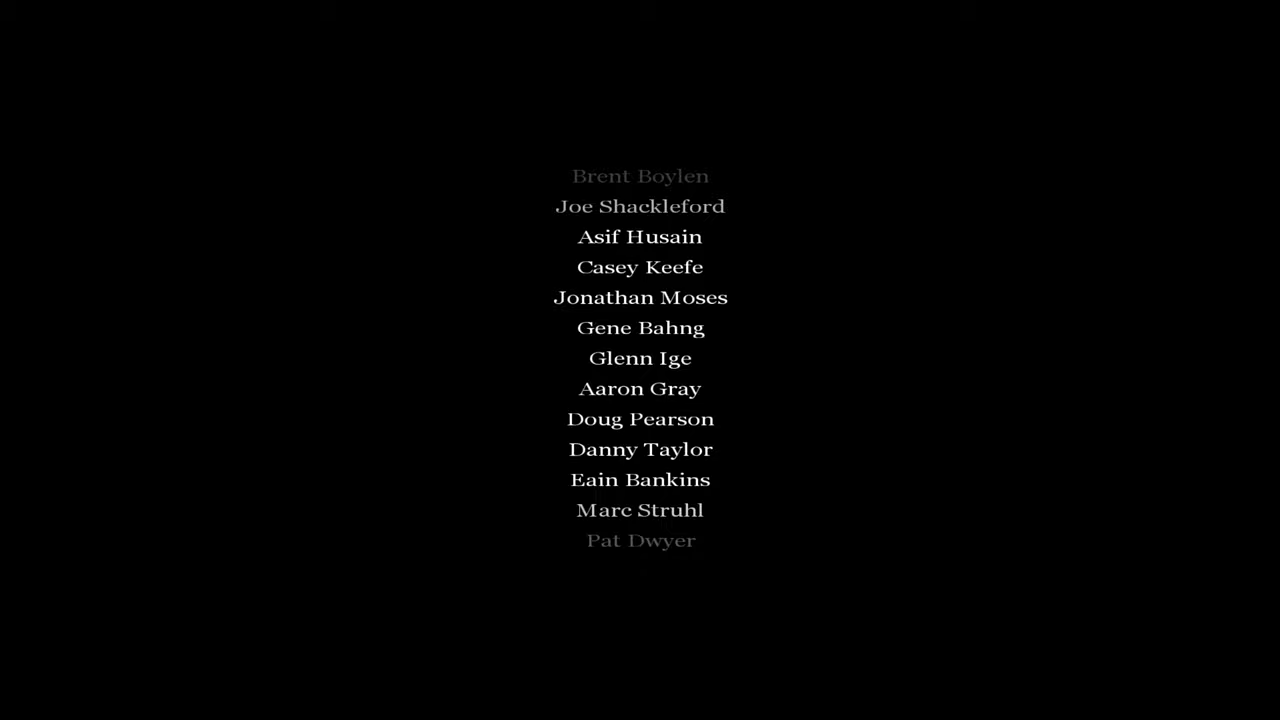 Brent Boylen
Joe Shackleford
Asif Husain
Casey Keefe
Jonathan Moses
Gene Bahng
Glenn Ige
Aaron Gray
Doug Pearson
Danny Taylor
Eain Bankins
Marc Struhl
Pat Dwyer